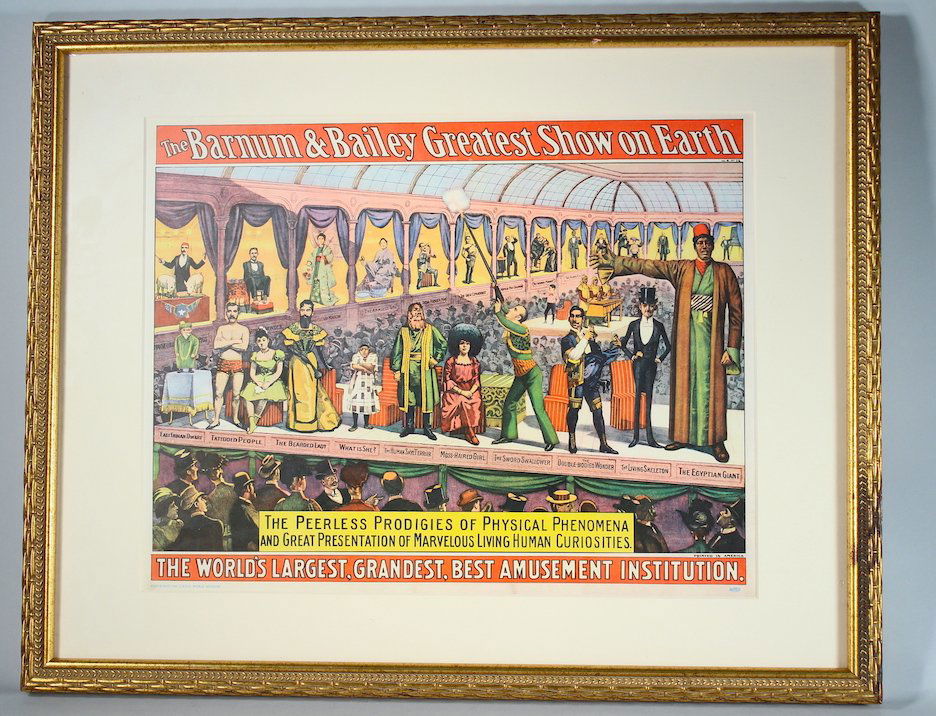 The Barnum & Bailey Greatest Show on Earth
East Indian Dwarf
Tattooed People
The Bearded Lady
What is She?
The Human Skye Terrier
Moss-Haired Girl
The Sword Swallower
The Double-Bodied Wonder
The Living Skeleton
The Egyptian Giant
The Peerless Prodigies of Physical Phenomena
and Great Presentation of Marvelous Living Human Curiosities.
PRINTED IN AMERICA
THE WORLD'S LARGEST, GRANDEST, BEST AMUSEMENT INSTITUTION.